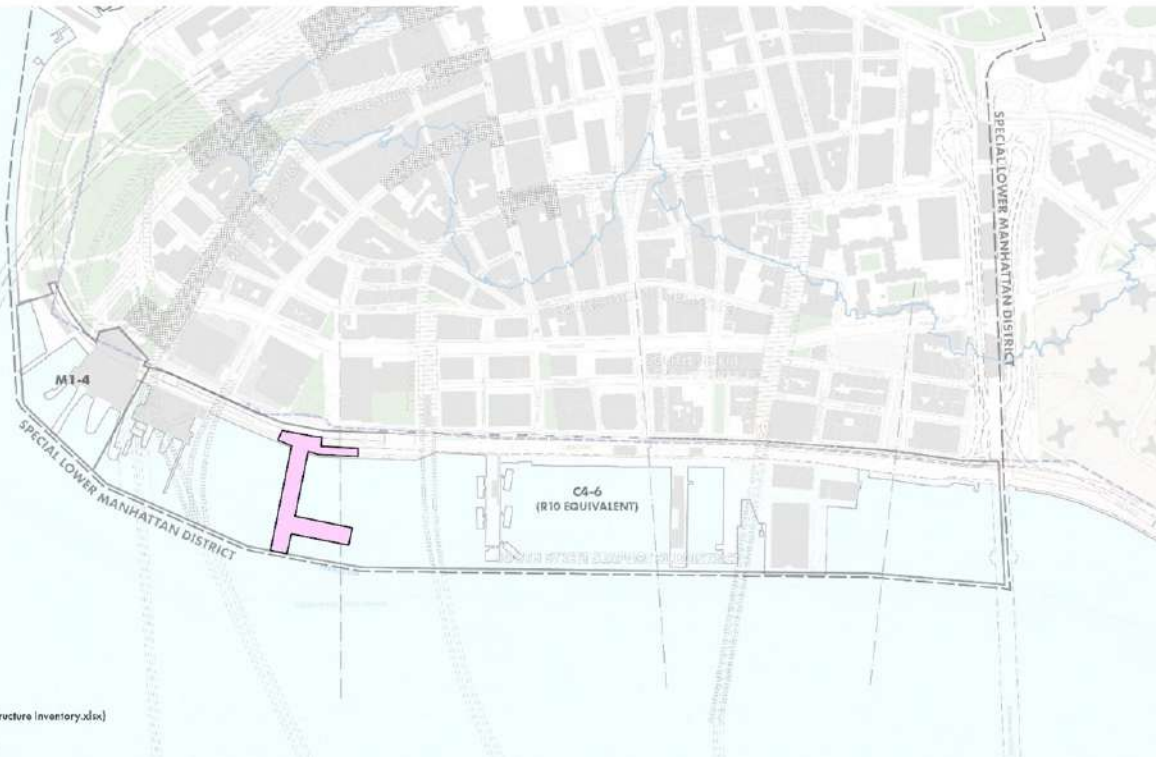 SPECIAL LOWER MANHATTAN DISTRICT
M1-4
SPECIAL LOWER MANHATTAN DISTRICT
C4-6
(R10 EQUIVALENT)
ructure Inventory.xlsx)